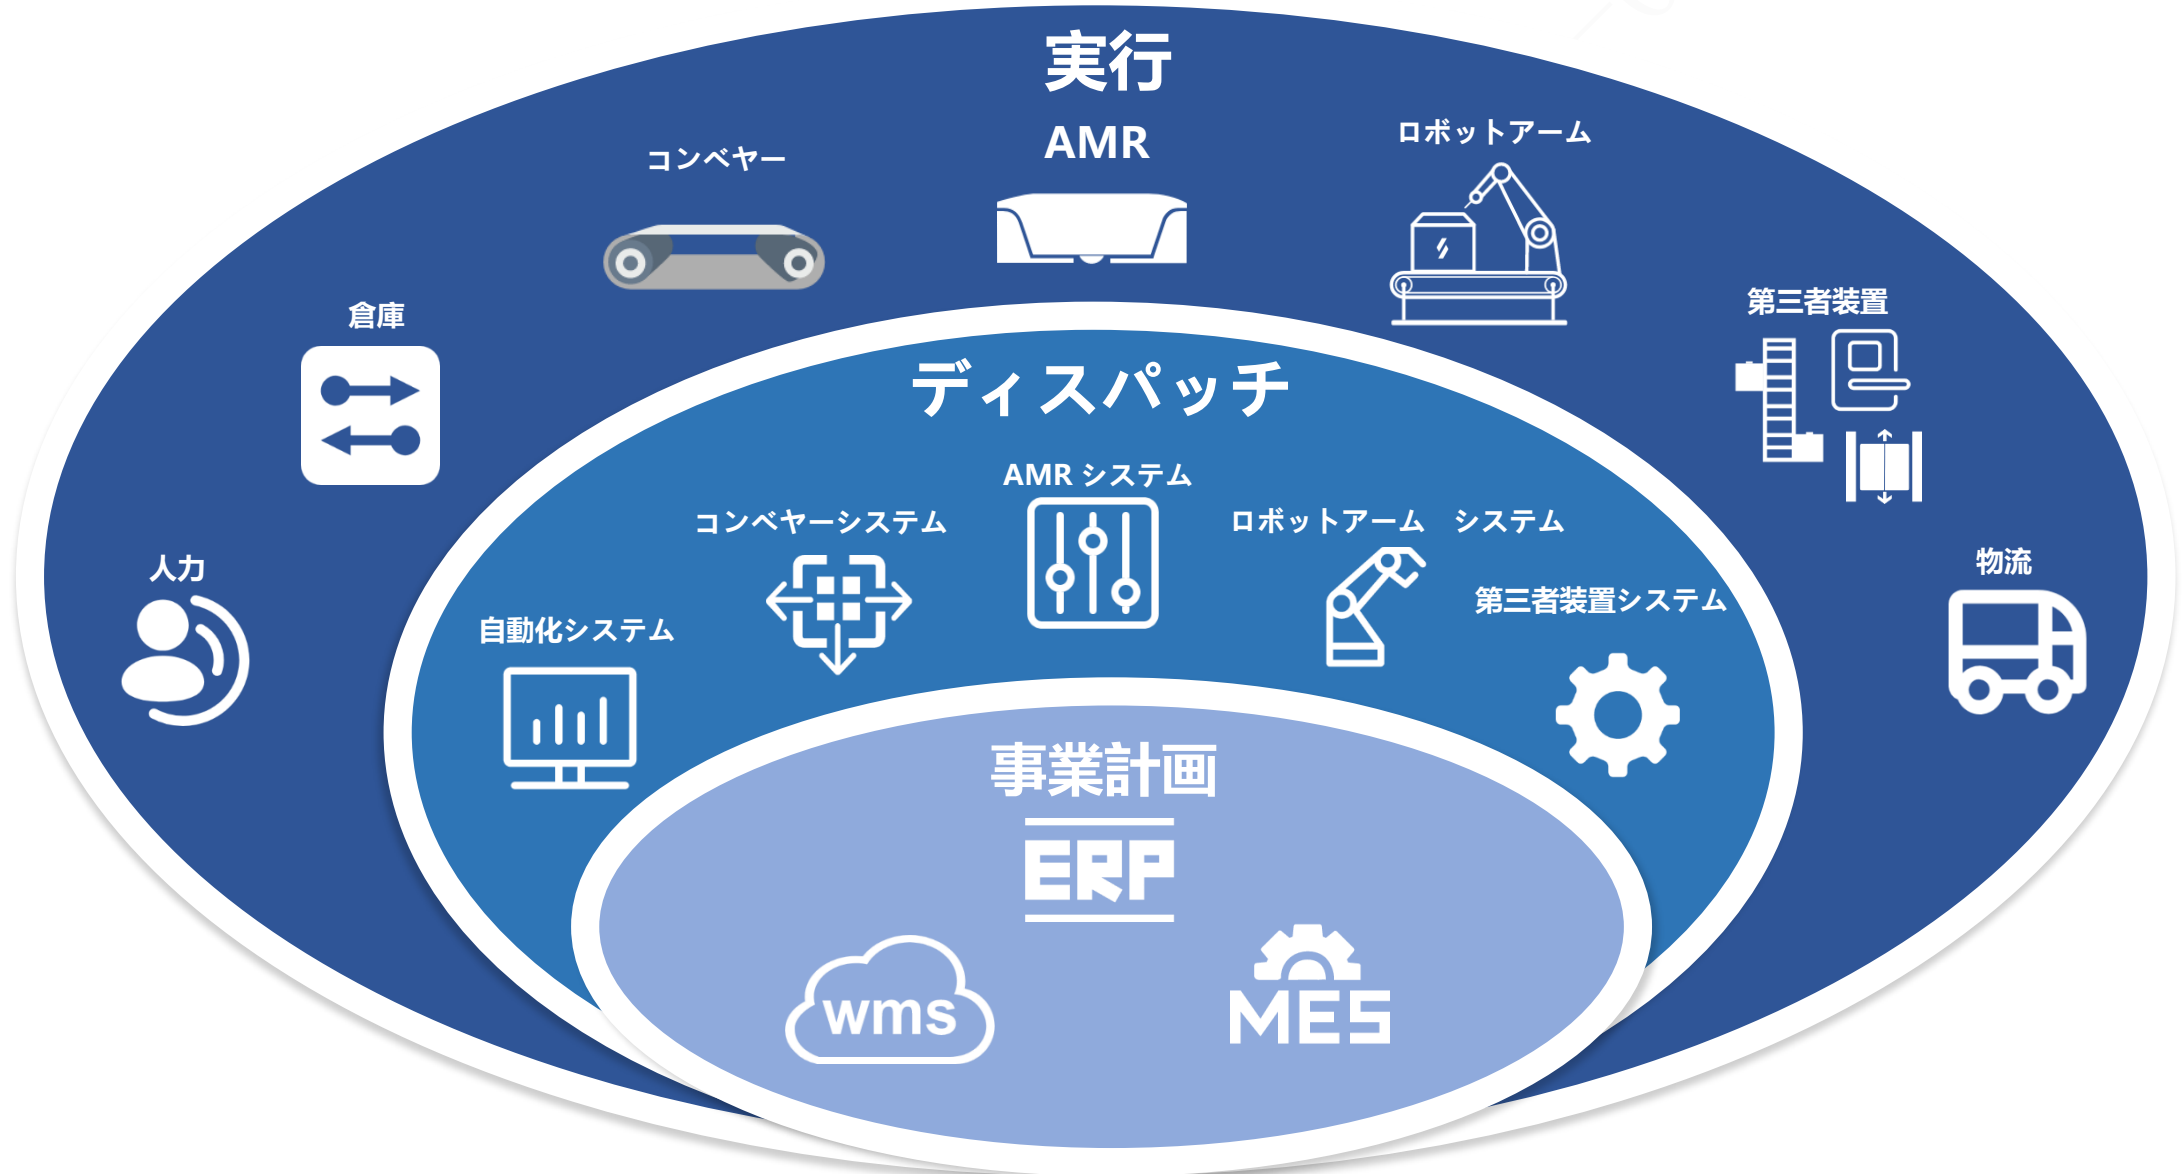 実行
AMR
ロボットアーム
コンベヤー
第三者装置
倉庫
物流
人力
ディスパッチ
AMR システム
コンベヤーシステム
ロボットアーム　システム
第三者装置システム
自動化システム
事業計画
ERP
wms
MES